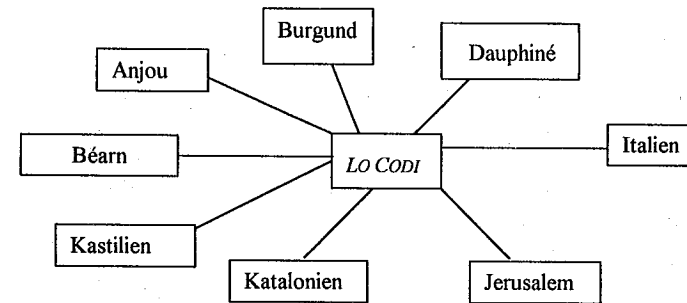 Burgund
Dauphiné
Anjou
LO CODI
Italien
Béarn
Kastilien
Katalonien
Jerusalem